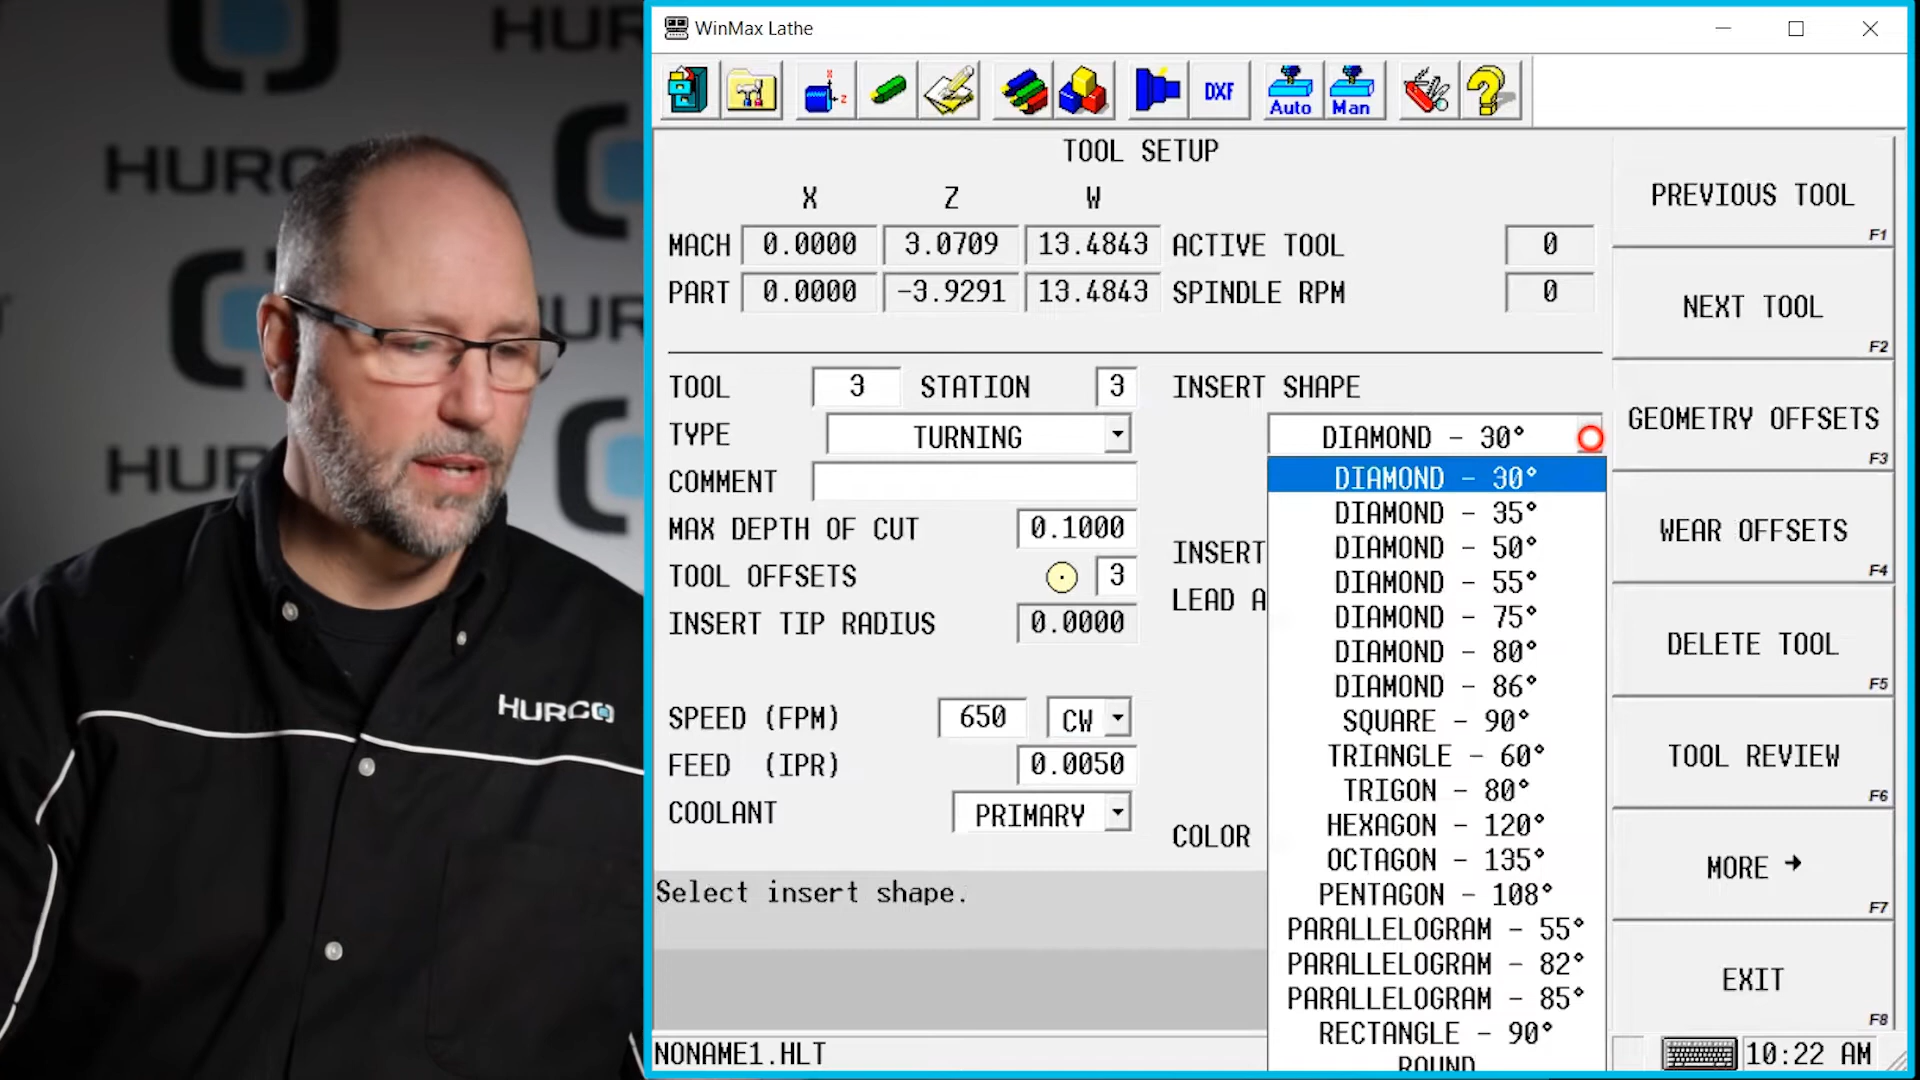 HURCO
WinMax Lathe
DXF
Auto
Man
TOOL SETUP
X Z W
MACH 0.0000 3.0709 13.4843 ACTIVE TOOL 0
PART 0.0000 -3.9291 13.4843 SPINDLE RPM 0
TOOL 3 STATION 3 INSERT SHAPE
TYPE TURNING DIAMOND - 30°
COMMENT
MAX DEPTH OF CUT 0.1000
TOOL OFFSETS 3
INSERT TIP RADIUS 0.0000
SPEED (FPM) 650 CW
FEED (IPR) 0.0050
COOLANT PRIMARY
INSERT
LEAD A
COLOR
DIAMOND - 30°
DIAMOND - 35°
DIAMOND - 50°
DIAMOND - 55°
DIAMOND - 75°
DIAMOND - 80°
DIAMOND - 86°
SQUARE - 90°
TRIANGLE - 60°
TRIGON - 80°
HEXAGON - 120°
OCTAGON - 135°
PENTAGON - 108°
PARALLELOGRAM - 55°
PARALLELOGRAM - 82°
PARALLELOGRAM - 85°
RECTANGLE - 90°
ROUND
Select insert shape.
NONAME1.HLT
PREVIOUS TOOL
F1
NEXT TOOL
F2
GEOMETRY OFFSETS
F3
WEAR OFFSETS
F4
DELETE TOOL
F5
TOOL REVIEW
F6
MORE →
F7
EXIT
F8
10:22 AM